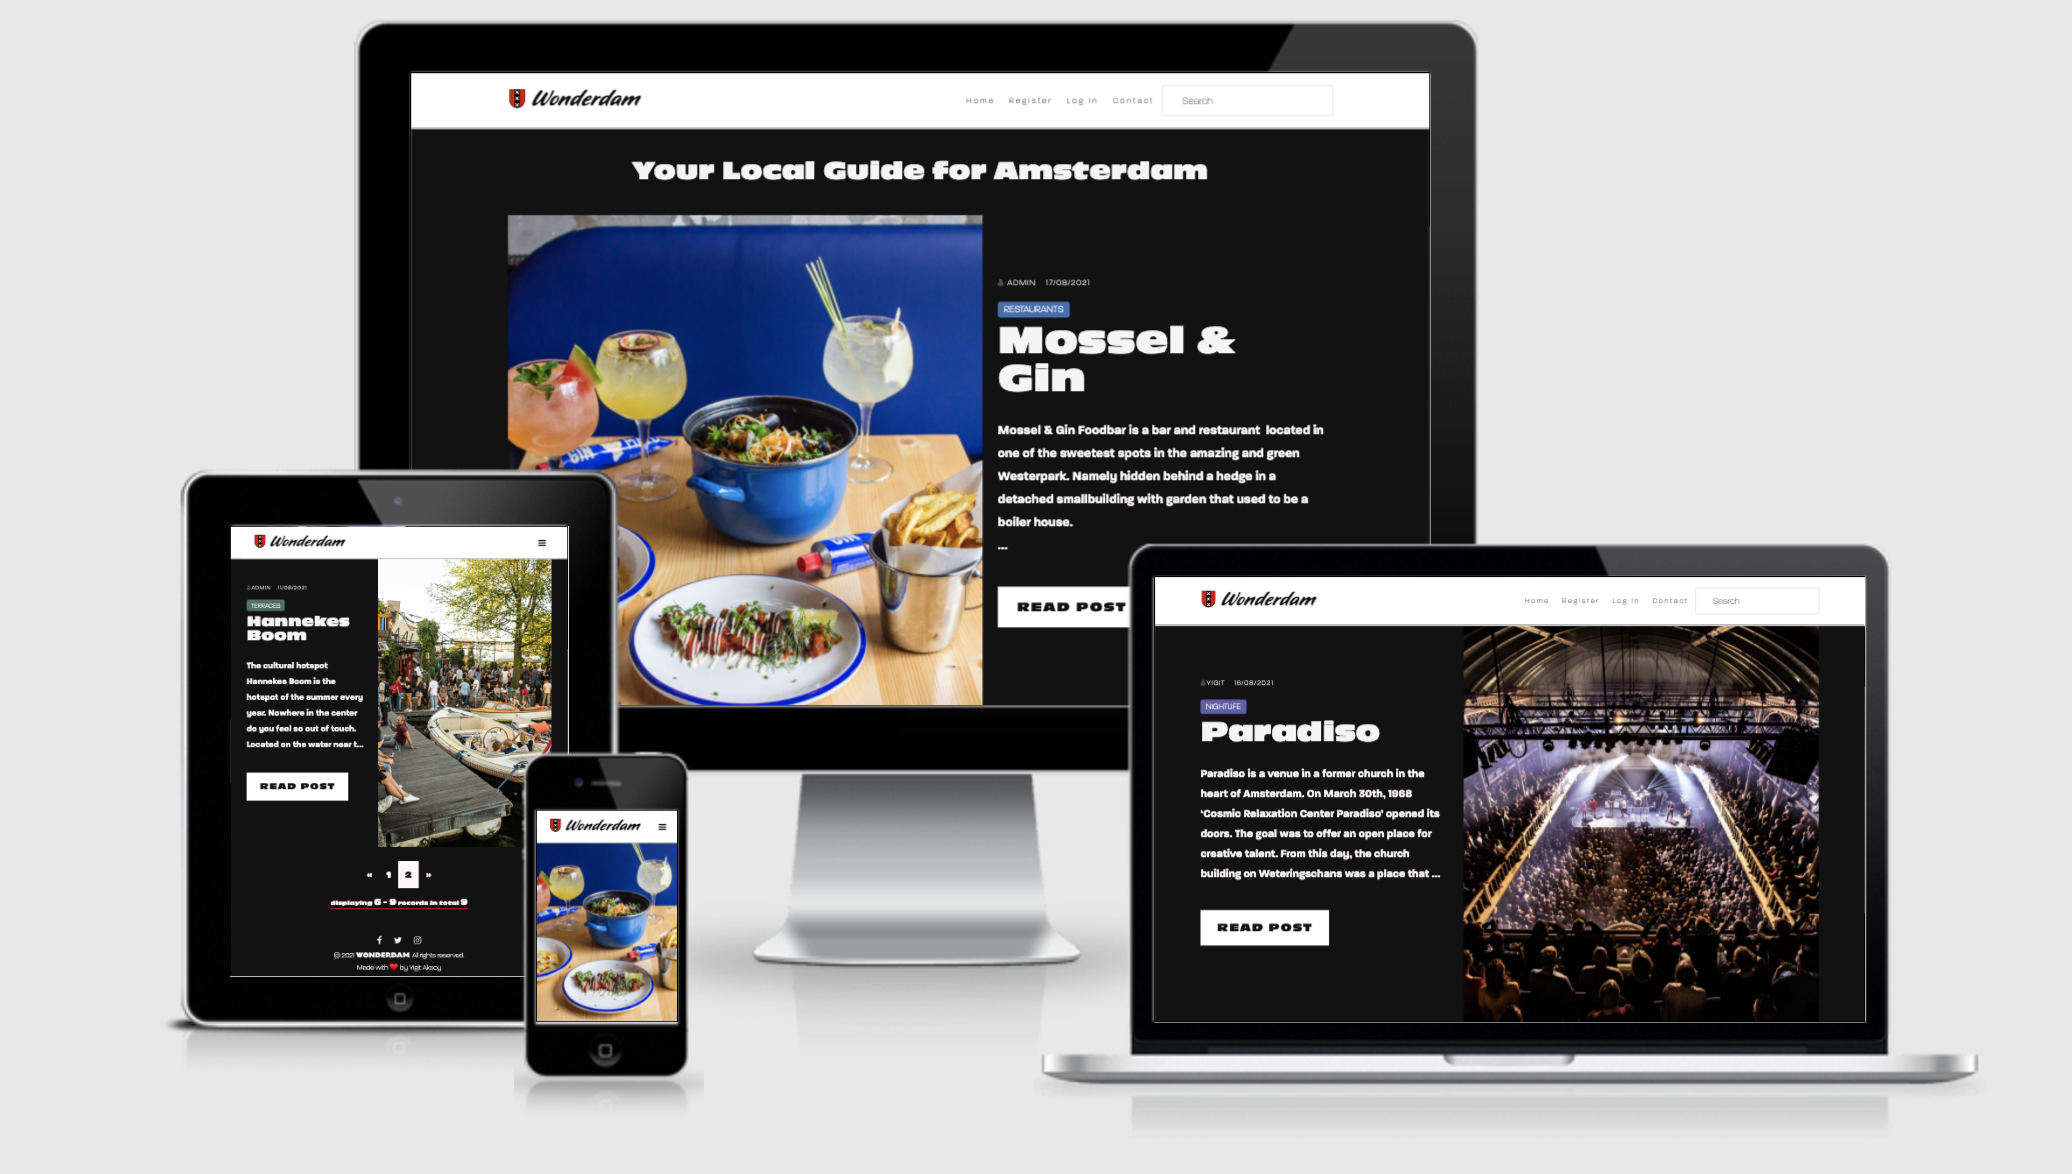 Wonderdam
Home Register Log In Contact Search
Your Local Guide for Amsterdam
ADMIN 17/08/2021
RESTAURANTS
Mossel &
Gin
Mossel & Gin Foodbar is a bar and restaurant located in
one of the sweetest spots in the amazing and green
Westerpark. Namely hidden behind a hedge in a
detached smallbuilding with garden that used to be a
boiler house.
...
READ POST
GIN
GIN
Wonderdam
ADMIN 11/08/2021
TERRACES
Hannekes
Boom
The cultural hotspot
Hannekes Boom is the
hotspot of the summer every
year. Nowhere in the center
do you feel so out of touch.
Located on the water near t...
READ POST
« 1 2 »
displaying 6 - 9 records in total 9
© 2021 WONDERDAM All rights reserved.
Made with ❤ by Yigit Aksoy
Wonderdam
Wonderdam
Home Register Log In Contact Search
YIGIT 16/08/2021
NIGHTLIFE
Paradiso
Paradiso is a venue in a former church in the
heart of Amsterdam. On March 30th, 1968
‘Cosmic Relaxation Center Paradiso’ opened its
doors. The goal was to offer an open place for
creative talent. From this day, the church
building on Weteringschans was a place that ...
READ POST